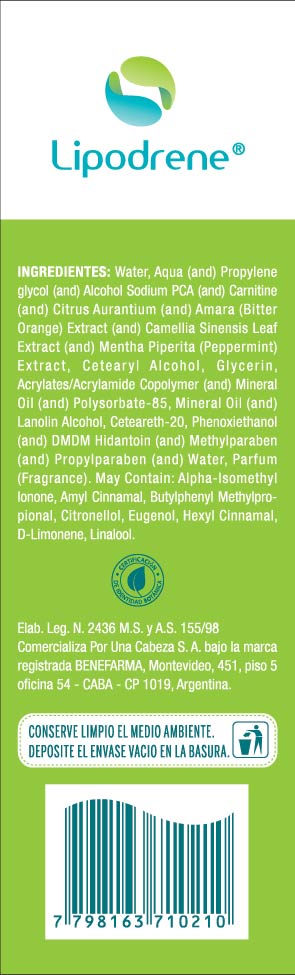 Lipodrene®
INGREDIENTES: Water, Aqua (and) Propylene
glycol (and) Alcohol Sodium PCA (and) Carnitine
(and) Citrus Aurantium (and) Amara (Bitter
Orange) Extract (and) Camellia Sinensis Leaf
Extract (and) Mentha Piperita (Peppermint)
Extract, Cetearyl Alcohol, Glycerin,
Acrylates/Acrylamide Copolymer (and) Mineral
Oil (and) Polysorbate-85, Mineral Oil (and)
Lanolin Alcohol, Ceteareth-20, Phenoxiethanol
(and) DMDM Hidantoin (and) Methylparaben
(and) Propylparaben (and) Water, Parfum
(Fragrance). May Contain: Alpha-Isomethyl
Ionone, Amyl Cinnamal, Butylphenyl Methylpro-
pional, Citronellol, Eugenol, Hexyl Cinnamal,
D-Limonene, Linalool.
CERTIFICACIÓN
DE IDENTIDAD BOTÁNICA
Elab. Leg. N. 2436 M.S. y A.S. 155/98
Comercializa Por Una Cabeza S. A. bajo la marca
registrada BENEFARMA, Montevideo, 451, piso 5
oficina 54 - CABA - CP 1019, Argentina.
CONSERVE LIMPIO EL MEDIO AMBIENTE.
DEPOSITE EL ENVASE VACIO EN LA BASURA.
7 798163 710210